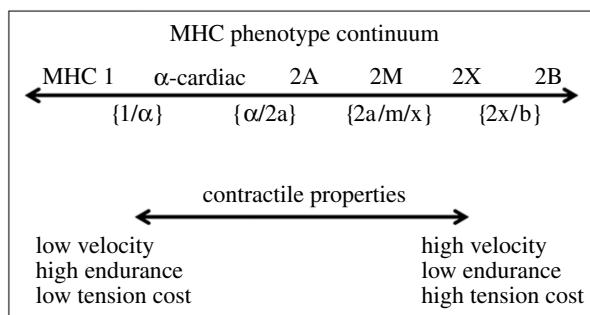 MHC phenotype continuum
MHC 1 α-cardiac 2A 2M 2X 2B
{1/α} {α/2a} {2a/m/x} {2x/b}
contractile properties
low velocity high velocity
high endurance low endurance
low tension cost high tension cost